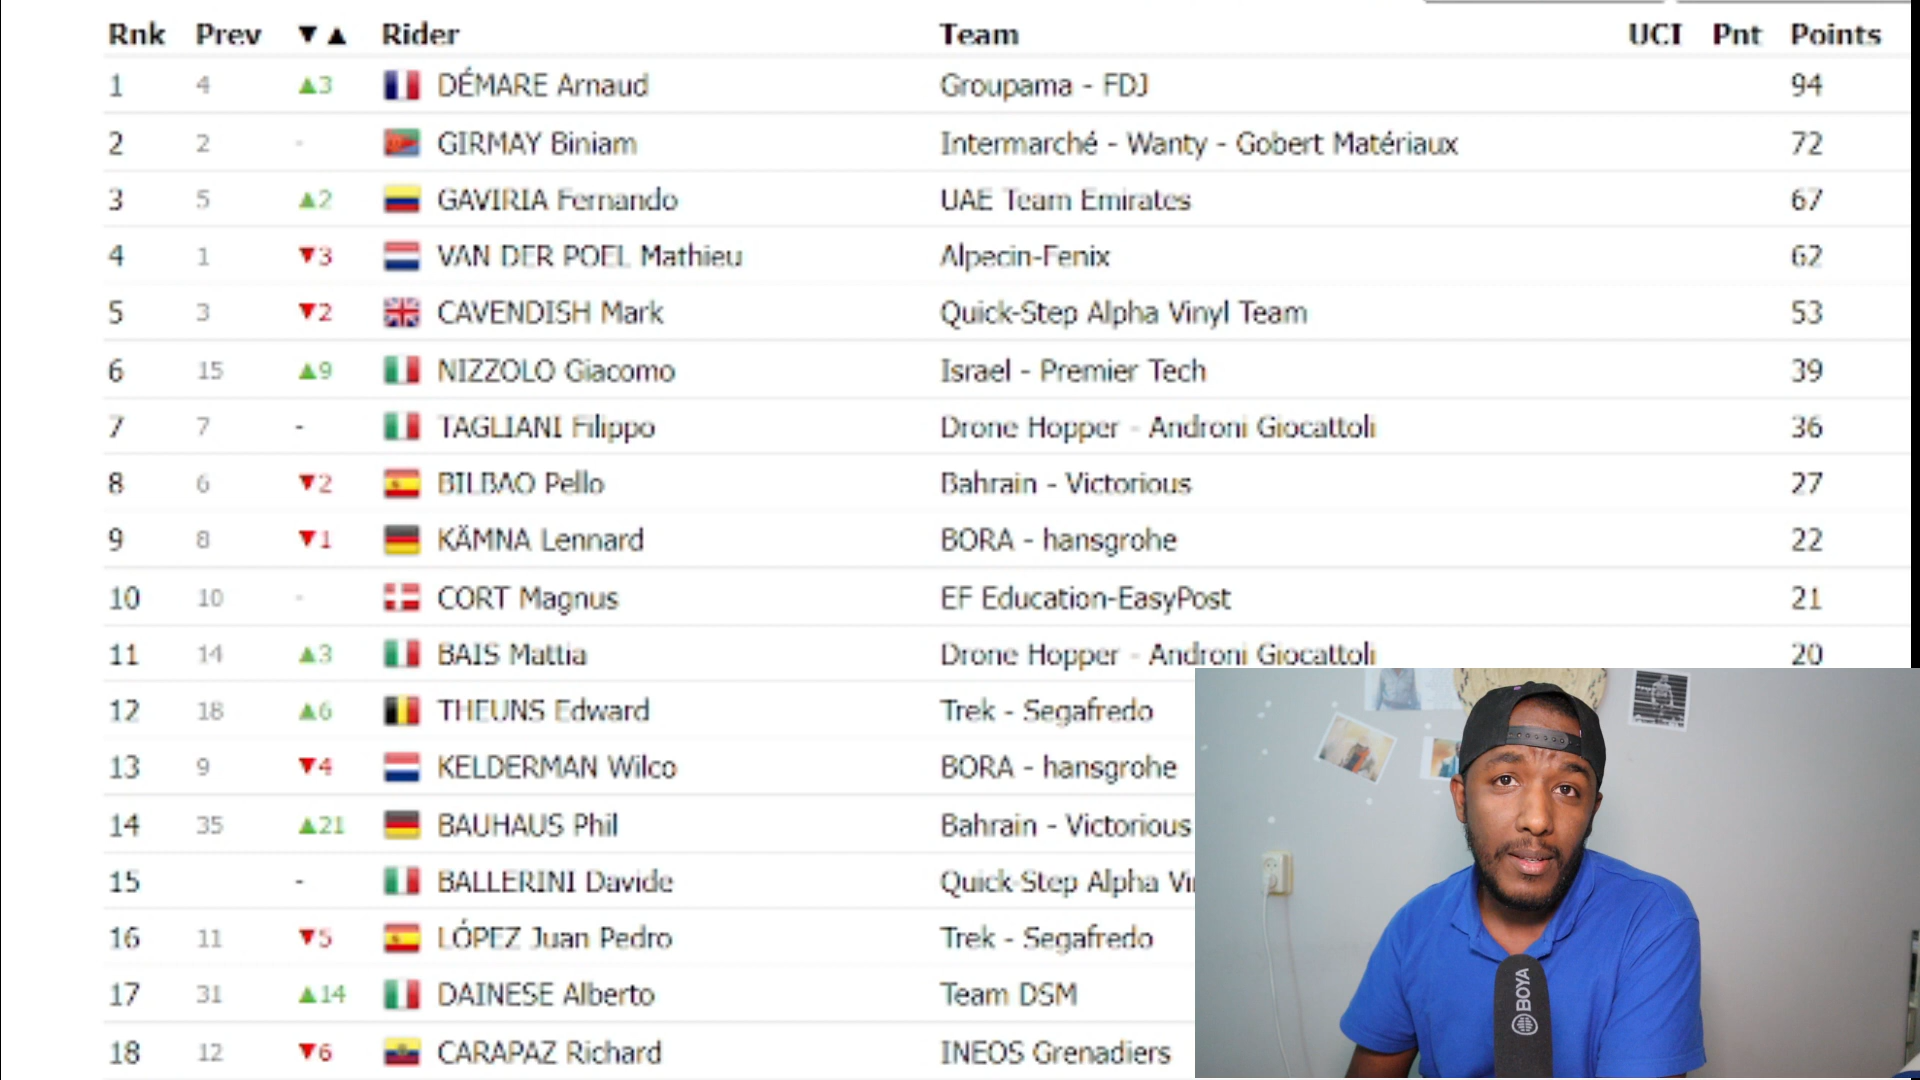 Rnk Prev ▼▲ Rider Team UCI Pnt Points
1 4 ▲3 DÉMARE Arnaud Groupama - FDJ 94
2 2 - GIRMAY Biniam Intermarché - Wanty - Gobert Matériaux 72
3 5 ▲2 GAVIRIA Fernando UAE Team Emirates 67
4 1 ▼3 VAN DER POEL Mathieu Alpecin-Fenix 62
5 3 ▼2 CAVENDISH Mark Quick-Step Alpha Vinyl Team 53
6 15 ▲9 NIZZOLO Giacomo Israel - Premier Tech 39
7 7 - TAGLIANI Filippo Drone Hopper - Androni Giocattoli 36
8 6 ▼2 BILBAO Pello Bahrain - Victorious 27
9 8 ▼1 KÄMNA Lennard BORA - hansgrohe 22
10 10 - CORT Magnus EF Education-EasyPost 21
11 14 ▲3 BAIS Mattia Drone Hopper - Androni Giocattoli 20
12 18 ▲6 THEUNS Edward Trek - Segafredo
13 9 ▼4 KELDERMAN Wilco BORA - hansgrohe
14 35 ▲21 BAUHAUS Phil Bahrain - Victorious
15 - BALLERINI Davide Quick-Step Alpha Vi
16 11 ▼5 LÓPEZ Juan Pedro Trek - Segafredo
17 31 ▲14 DAINESE Alberto Team DSM
18 12 ▼6 CARAPAZ Richard INEOS Grenadiers
BOYA